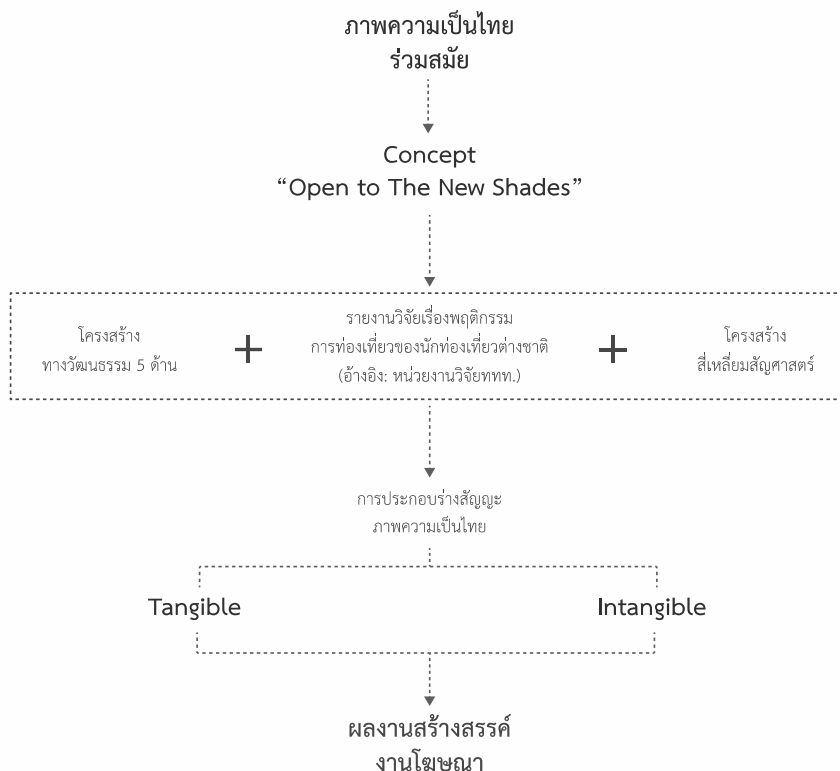 ภาพความเป็นไทย
ร่วมสมัย
Concept
“Open to The New Shades”
โครงสร้าง
ทางวัฒนธรรม 5 ด้าน
+
รายงานวิจัยเรื่องพฤติกรรม
การท่องเที่ยวของนักท่องเที่ยวต่างชาติ
(อ้างอิง: หน่วยงานวิจัยททท.)
+
โครงสร้าง
สี่เหลี่ยมสัญศาสตร์
การประกอบร่างสัญญะ
ภาพความเป็นไทย
Tangible
Intangible
ผลงานสร้างสรรค์
งานโฆษณา